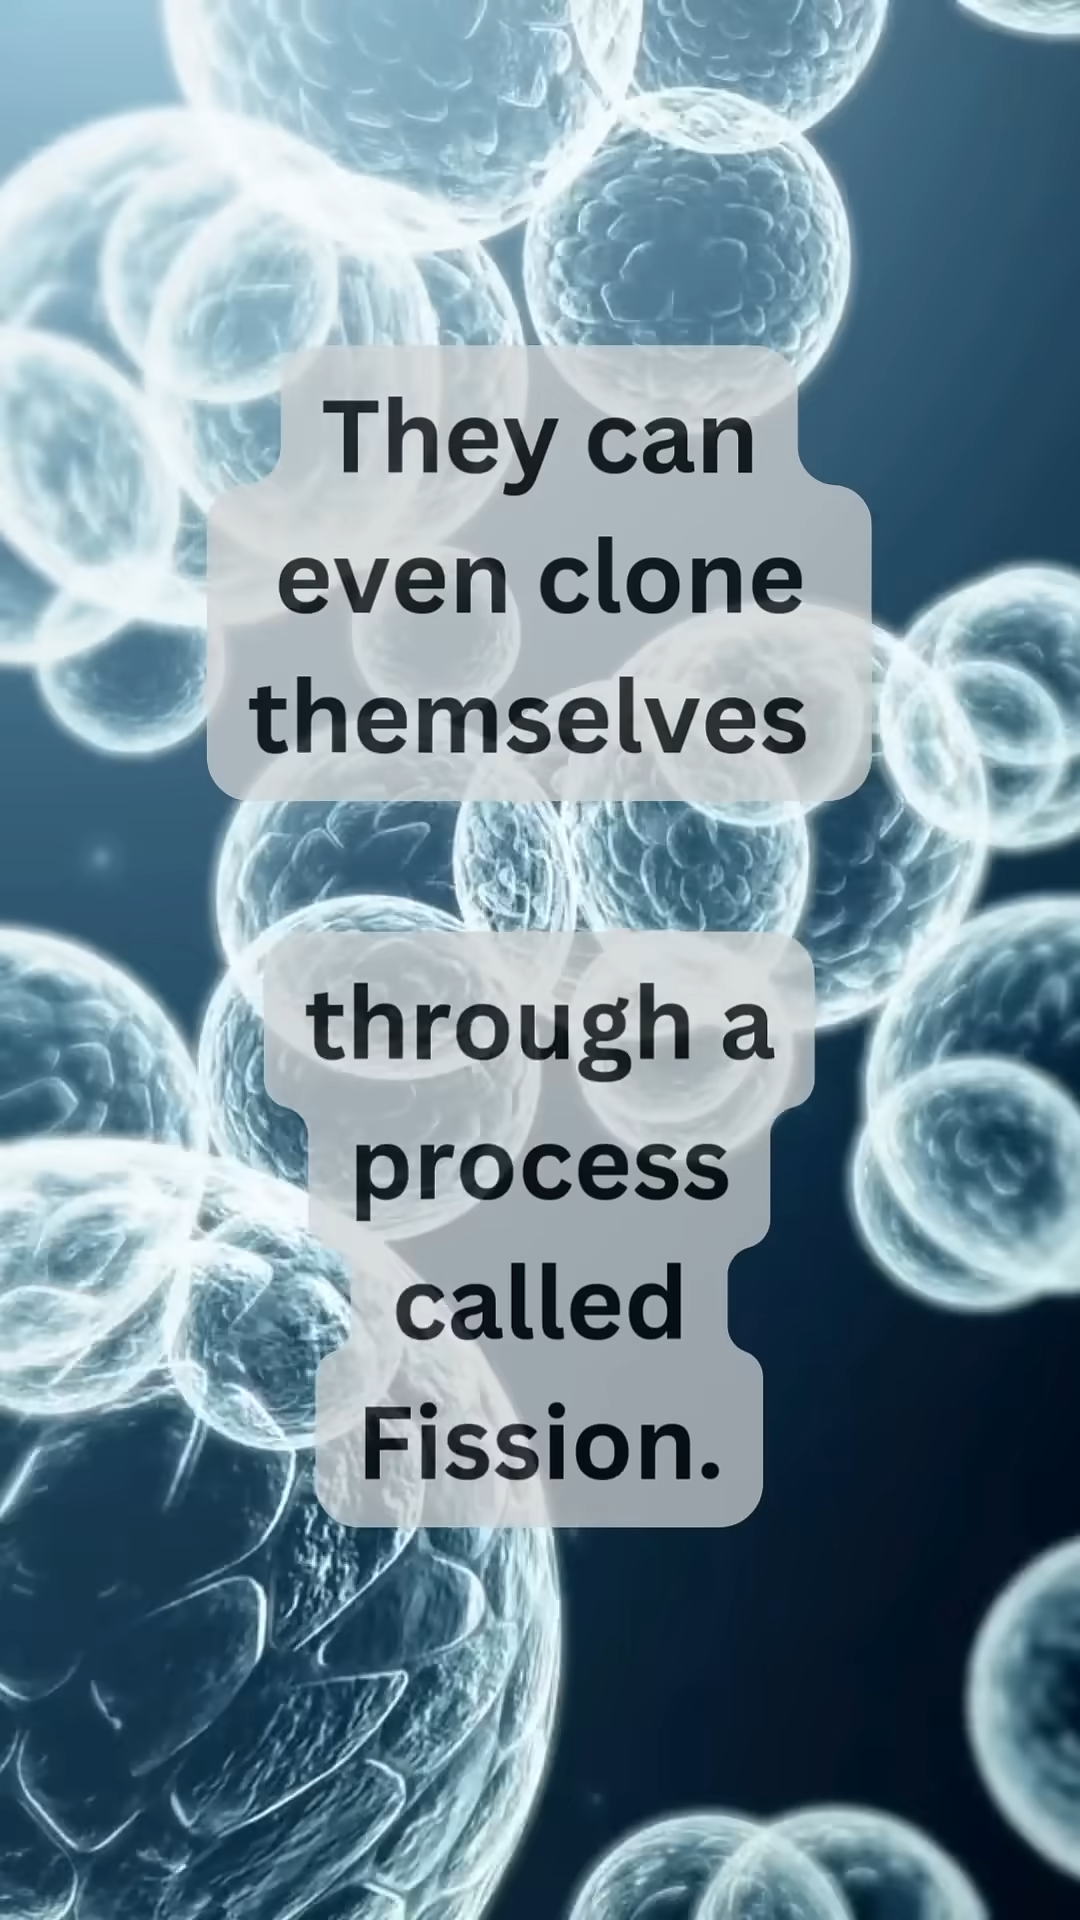 They can
even clone
themselves
through a
process
called
Fission.